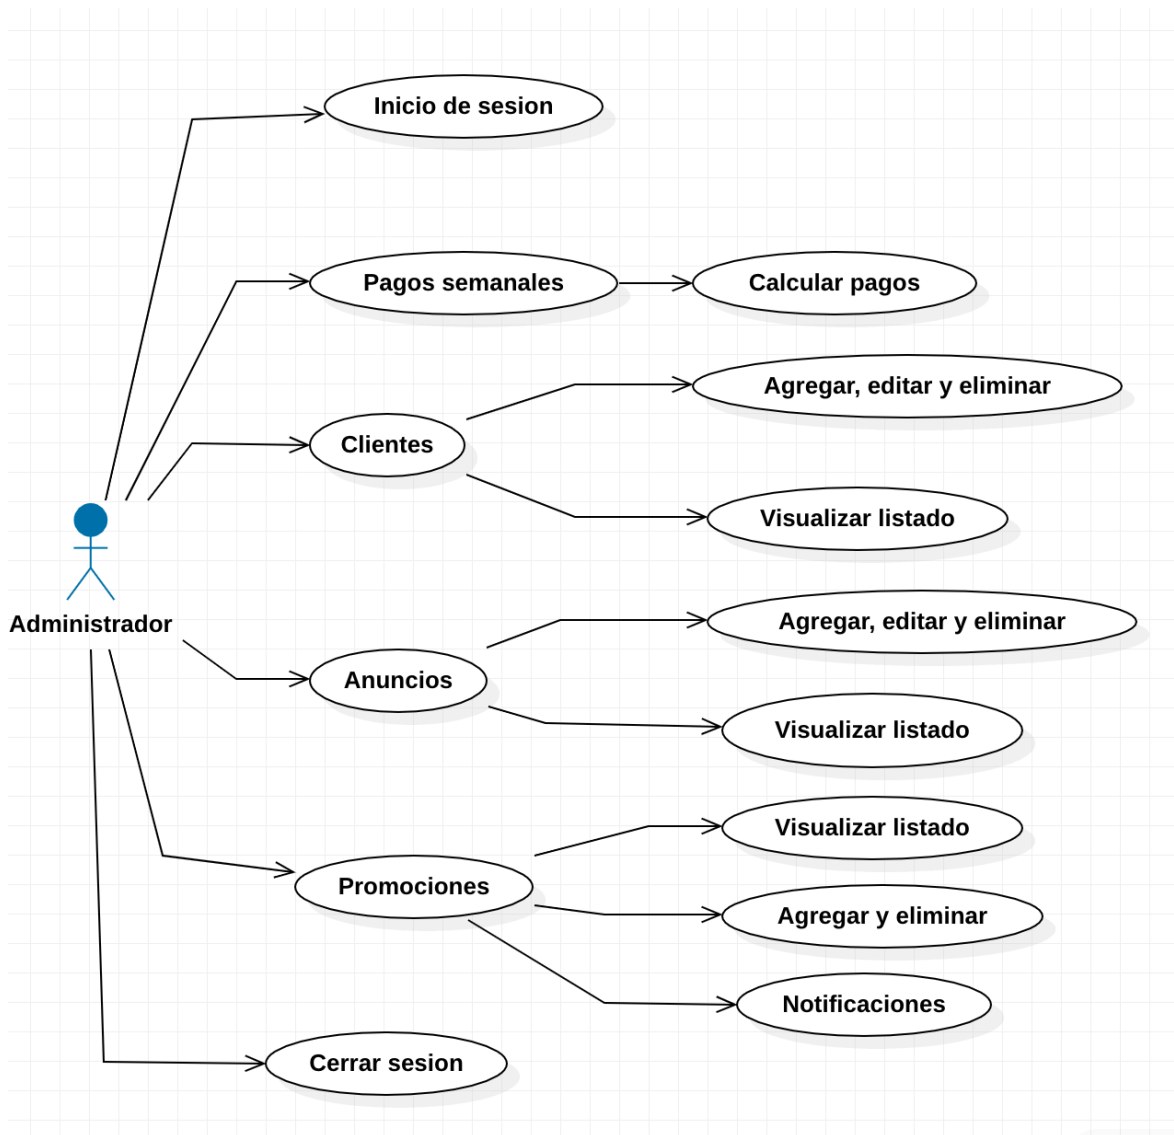 Inicio de sesion
Pagos semanales
Calcular pagos
Agregar, editar y eliminar
Clientes
Visualizar listado
Administrador
Agregar, editar y eliminar
Anuncios
Visualizar listado
Visualizar listado
Promociones
Agregar y eliminar
Notificaciones
Cerrar sesion